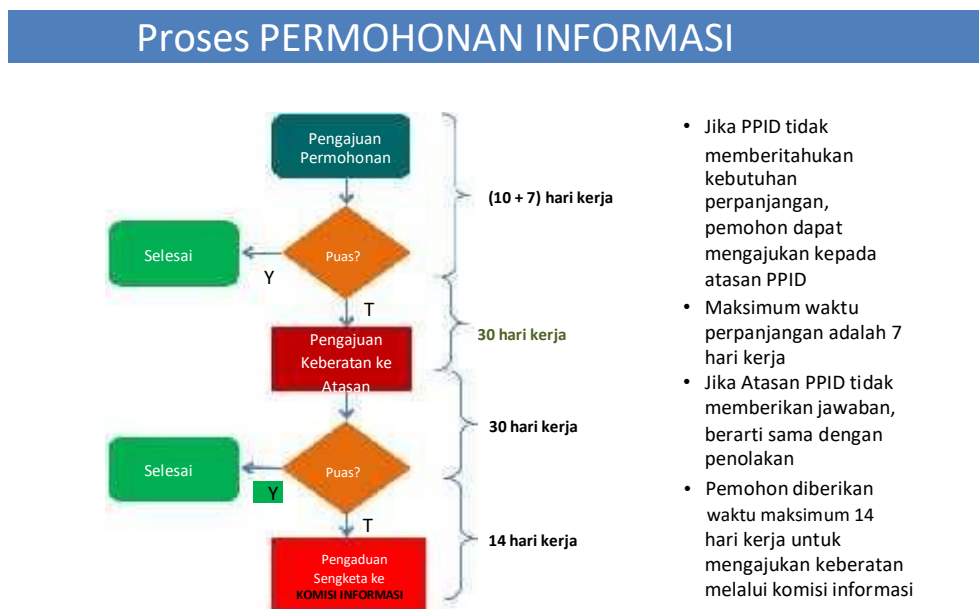 Proses PERMOHONAN INFORMASI
Pengajuan
Permohonan
(10 + 7) hari kerja
Selesai
Puas?
Y
T
30 hari kerja
Pengajuan
Keberatan ke
Atasan
30 hari kerja
Selesai
Puas?
Y
T
14 hari kerja
Pengaduan
Sengketa ke
KOMISI INFORMASI
• Jika PPID tidak
memberitahukan
kebutuhan
perpanjangan,
pemohon dapat
mengajukan kepada
atasan PPID
• Maksimum waktu
perpanjangan adalah 7
hari kerja
• Jika Atasan PPID tidak
memberikan jawaban,
berarti sama dengan
penolakan
• Pemohon diberikan
waktu maksimum 14
hari kerja untuk
mengajukan keberatan
melalui komisi informasi